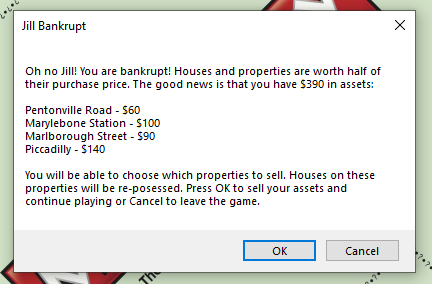 Jill Bankrupt
Oh no Jill! You are bankrupt! Houses and properties are worth half of
their purchase price. The good news is that you have $390 in assets:
Pentonville Road - $60
Marylebone Station - $100
Marlborough Street - $90
Piccadilly - $140
You will be able to choose which properties to sell. Houses on these
properties will be re-posessed. Press OK to sell your assets and
continue playing or Cancel to leave the game.
OK
Cancel